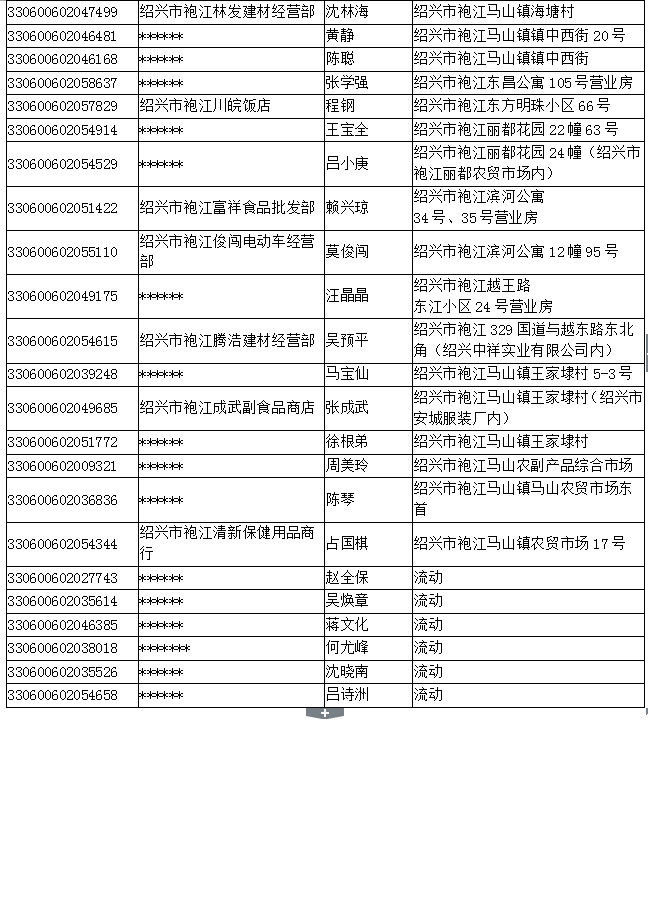 330600602047499 绍兴市袍江林发建材经营部 沈林海 绍兴市袍江马山镇海塘村
330600602046481 ****** 黄静 绍兴市袍江马山镇镇中西街 20 号
330600602046168 ****** 陈聪 绍兴市袍江马山镇镇中西街
330600602058637 ****** 张学强 绍兴市袍江东昌公寓 105 号营业房
330600602057829 绍兴市袍江川皖饭店 程钢 绍兴市袍江东方明珠小区 66 号
330600602054914 ****** 王宝全 绍兴市袍江丽都花园 22 幢 63 号
330600602054529 ****** 吕小庚 绍兴市袍江丽都花园 24 幢（绍兴市
袍江丽都农贸市场内）
330600602051422 绍兴市袍江富祥食品批发部 赖兴琼 绍兴市袍江滨河公寓
34 号、35 号营业房
330600602055110 绍兴市袍江俊闯电动车经营
部 莫俊闯 绍兴市袍江滨河公寓 12 幢 95 号
330600602049175 ****** 汪晶晶 绍兴市袍江越王路
东江小区 24 号营业房
330600602054615 绍兴市袍江腾浩建材经营部 吴预平 绍兴市袍江 329 国道与越东路东北
角（绍兴中祥实业有限公司内）
330600602039248 ****** 马宝仙 绍兴市袍江马山镇王家埭村 5-3 号
330600602049685 绍兴市袍江成武副食品商店 张成武 绍兴市袍江马山镇王家埭村（绍兴市
安城服装厂内）
330600602051772 ****** 徐根弟 绍兴市袍江马山镇王家埭村
330600602009321 ****** 周美玲 绍兴市袍江马山农副产品综合市场
330600602036836 ****** 陈琴 绍兴市袍江马山镇马山农贸市场东
首
330600602054344 绍兴市袍江清新保健用品商
行 占国棋 绍兴市袍江马山镇农贸市场 17 号
330600602027743 ****** 赵全保 流动
330600602035614 ****** 吴焕章 流动
330600602046385 ****** 蒋文化 流动
330600602038018 ******* 何尤峰 流动
330600602035526 ****** 沈晓南 流动
330600602054658 ****** 吕诗洲 流动